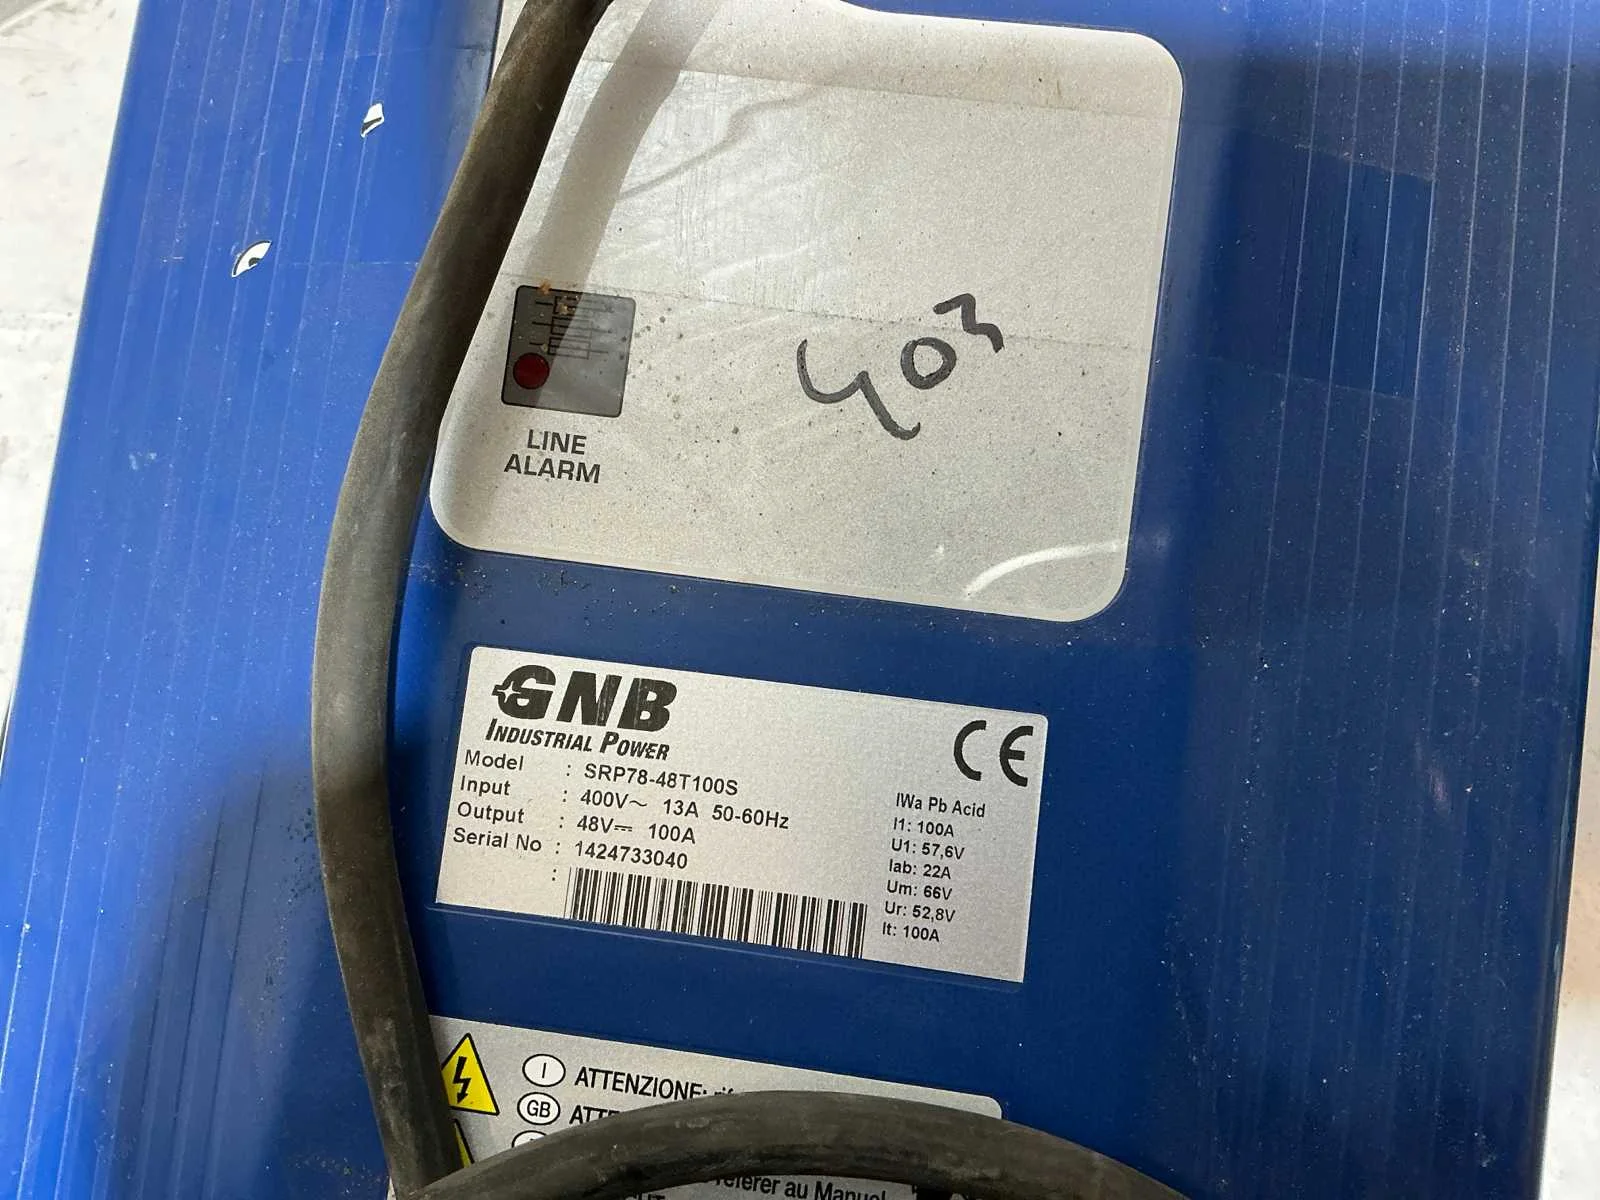 403
LINE
ALARM
GNB
INDUSTRIAL POWER
CE
Model : SRP78-48T100S
Input : 400V~ 13A 50-60Hz
Output : 48V⎓ 100A
Serial No : 1424733040
:
IWa Pb Acid
I1: 100A
U1: 57,6V
Iab: 22A
Um: 66V
Ur: 52,8V
It: 100A
I ATTENZIONE:
GB
au Manuel